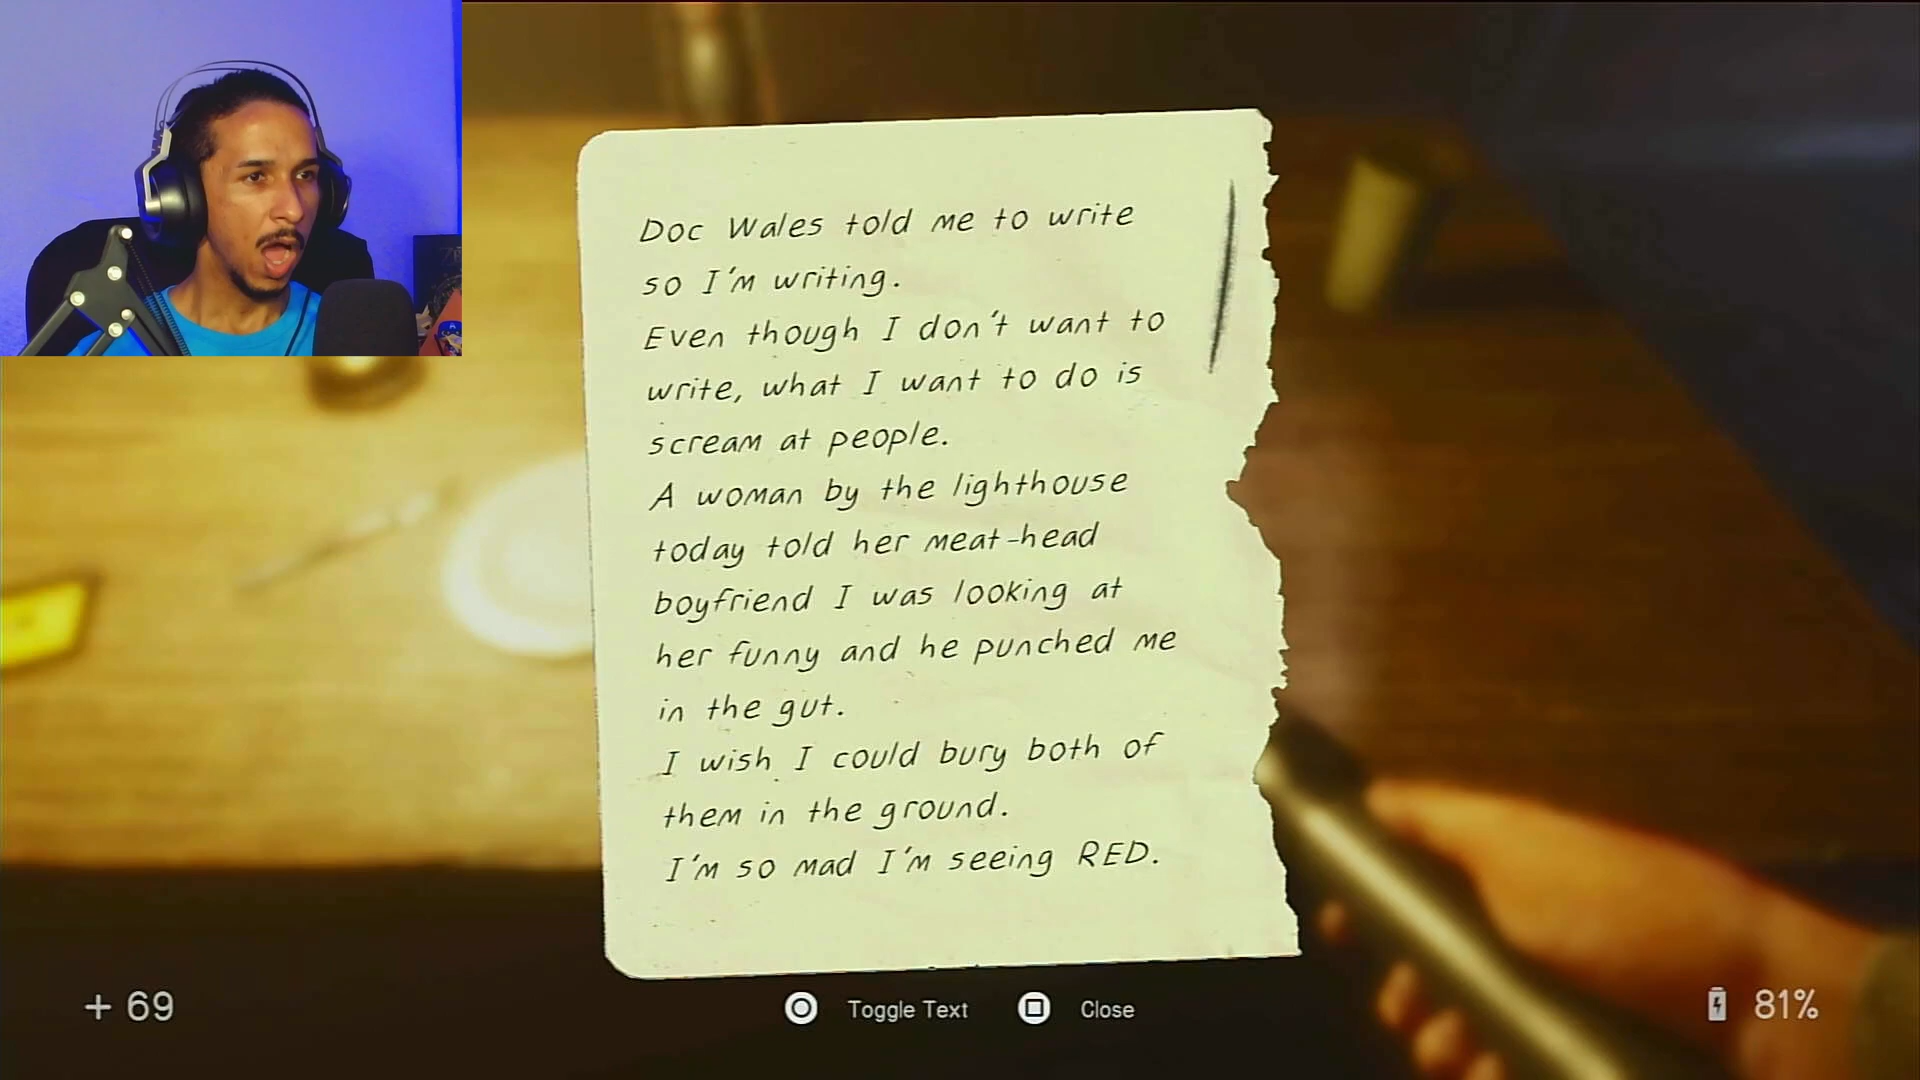 Doc Wales told me to write
so I'm writing.
Even though I don't want to
write, what I want to do is
scream at people.
A woman by the lighthouse
today told her meat-head
boyfriend I was looking at
her funny and he punched me
in the gut.
I wish I could bury both of
them in the ground.
I'm so mad I'm seeing RED.
+ 69
Toggle Text
Close
81%